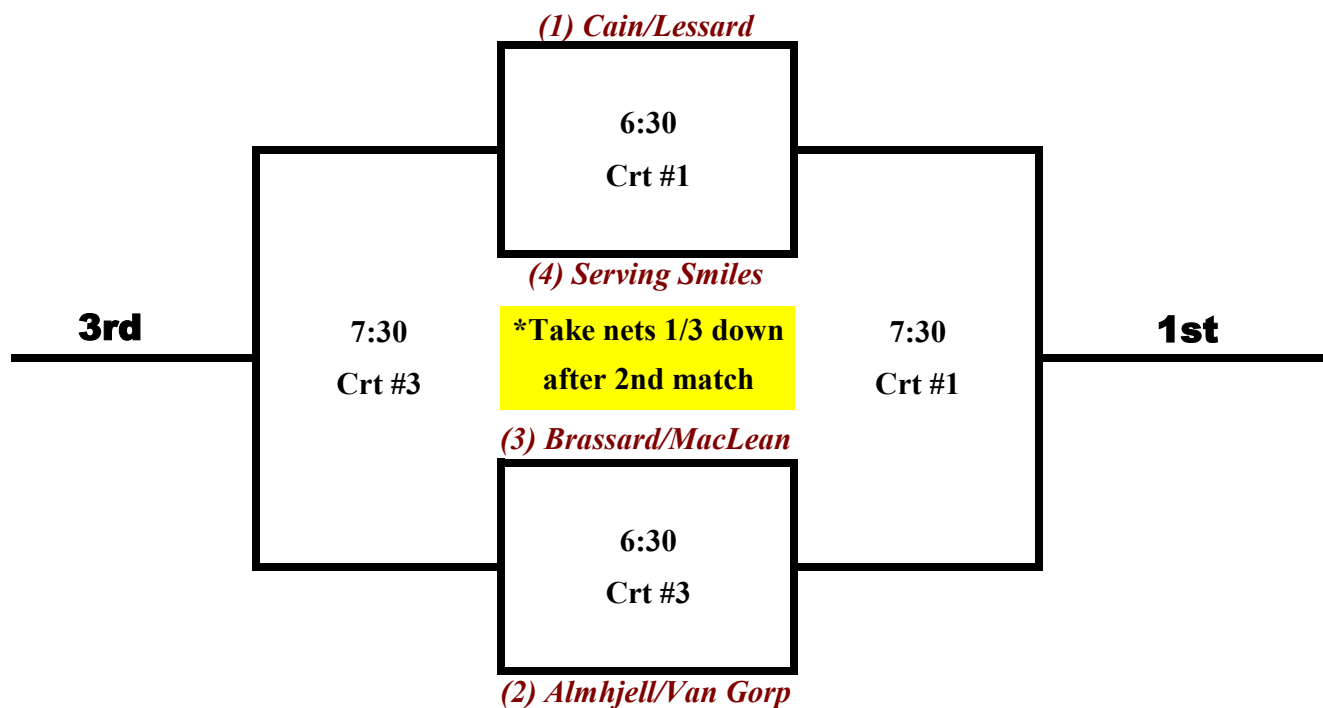 (1) Cain/Lessard
6:30
Crt #1
(4) Serving Smiles
3rd
7:30
Crt #3
*Take nets 1/3 down
after 2nd match
7:30
Crt #1
1st
(3) Brassard/MacLean
6:30
Crt #3
(2) Almhjell/Van Gorp